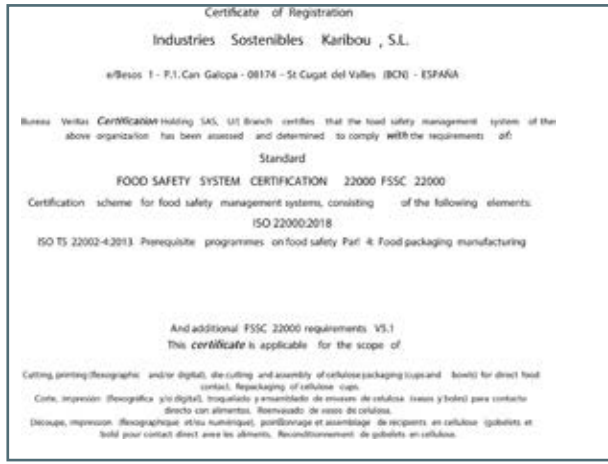 Certificate of Registration
Industries Sostenibles Karibou , S.L.
e/Besos 1 - P.1. Can Galopa - 08174 - St Cugat del Valles (BCN) - ESPAÑA
Bureau Veritas Certification Holding SAS, Branch certifies that the food safety management system of the
above organization has been assessed and determined to comply with the requirements of:
Standard
FOOD SAFETY SYSTEM CERTIFICATION 22000 FSSC 22000
Certification scheme for food safety management systems, consisting of the following elements:
ISO 22000:2018
ISO TS 22002-4:2013 Prerequisite programmes on food safety Part 4: Food packaging manufacturing
And additional FSSC 22000 requirements V5.1
This certificate is applicable for the scope of
Cutting, printing (flexographic and/or digital), die cutting and assembly of cellulose packaging (cups and bowls) for direct food
contact. Repackaging of cellulose cups.
Corte, impresión (flexográfica y/o digital), troquelado y ensamblado de envases de celulosa (vasos y boles) para contacto
directo con alimentos. Reenvasado de vasos de celulosa.
Découpe, impression (flexographique et/ou numérique), et assemblage de recipients en cellulose (gobelets et
pour contact direct les aliments. Reconditionnement de gobelets en cellulose.